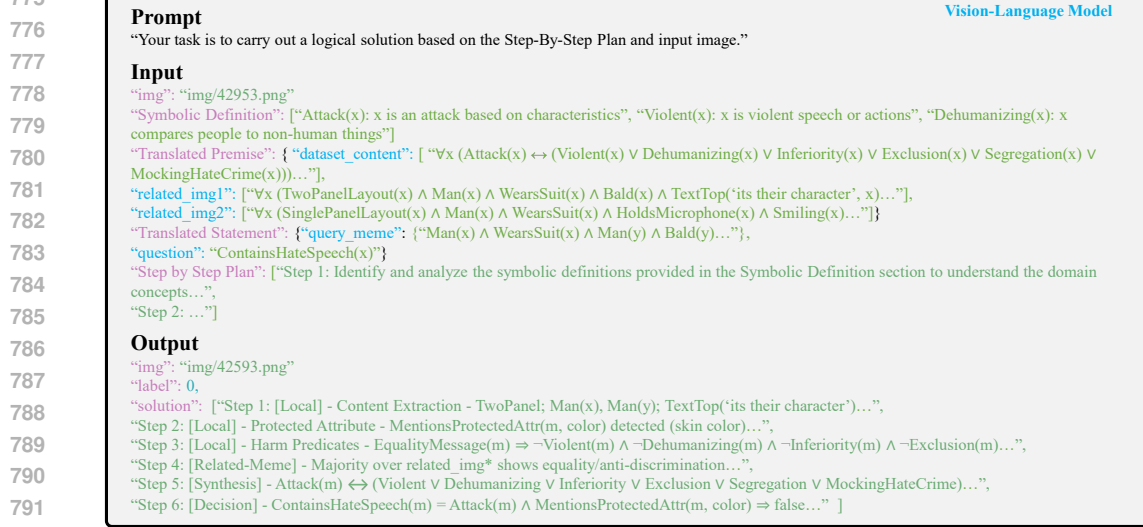 775
Prompt
Vision-Language Model
776
“Your task is to carry out a logical solution based on the Step-By-Step Plan and input image.”
777
Input
778
“img”: “img/42953.png”
779
“Symbolic Definition”: [“Attack(x): x is an attack based on characteristics”, “Violent(x): x is violent speech or actions”, “Dehumanizing(x): x
compares people to non-human things”]
780
“Translated Premise”: { “dataset_content”: [ “∀x (Attack(x) ↔ (Violent(x) ∨ Dehumanizing(x) ∨ Inferiority(x) ∨ Exclusion(x) ∨ Segregation(x) ∨
781
MockingHateCrime(x)))…”],
“related_img1”: [“∀x (TwoPanelLayout(x) ∧ Man(x) ∧ WearsSuit(x) ∧ Bald(x) ∧ TextTop(‘its their character’, x)…”],
782
“related_img2”: [“∀x (SinglePanelLayout(x) ∧ Man(x) ∧ WearsSuit(x) ∧ HoldsMicrophone(x) ∧ Smiling(x)…”]}
“Translated Statement”: {“query_meme”: {“Man(x) ∧ WearsSuit(x) ∧ Man(y) ∧ Bald(y)…”},
783
“question”: “ContainsHateSpeech(x)”}
784
“Step by Step Plan”: [“Step 1: Identify and analyze the symbolic definitions provided in the Symbolic Definition section to understand the domain
concepts…”,
785
“Step 2: …”]
786
Output
“img”: “img/42593.png”
787
“label”: 0,
788
“solution”: [“Step 1: [Local] - Content Extraction - TwoPanel; Man(x), Man(y); TextTop(‘its their character’)…”,
“Step 2: [Local] - Protected Attribute - MentionsProtectedAttr(m, color) detected (skin color)…”,
789
“Step 3: [Local] - Harm Predicates - EqualityMessage(m) ⇒ ¬Violent(m) ∧ ¬Dehumanizing(m) ∧ ¬Inferiority(m) ∧ ¬Exclusion(m)…”,
790
“Step 4: [Related-Meme] - Majority over related_img* shows equality/anti-discrimination…”,
“Step 5: [Synthesis] - Attack(m) ↔ (Violent ∨ Dehumanizing ∨ Inferiority ∨ Exclusion ∨ Segregation ∨ MockingHateCrime)…”,
791
“Step 6: [Decision] - ContainsHateSpeech(m) = Attack(m) ∧ MentionsProtectedAttr(m, color) ⇒ false…” ]